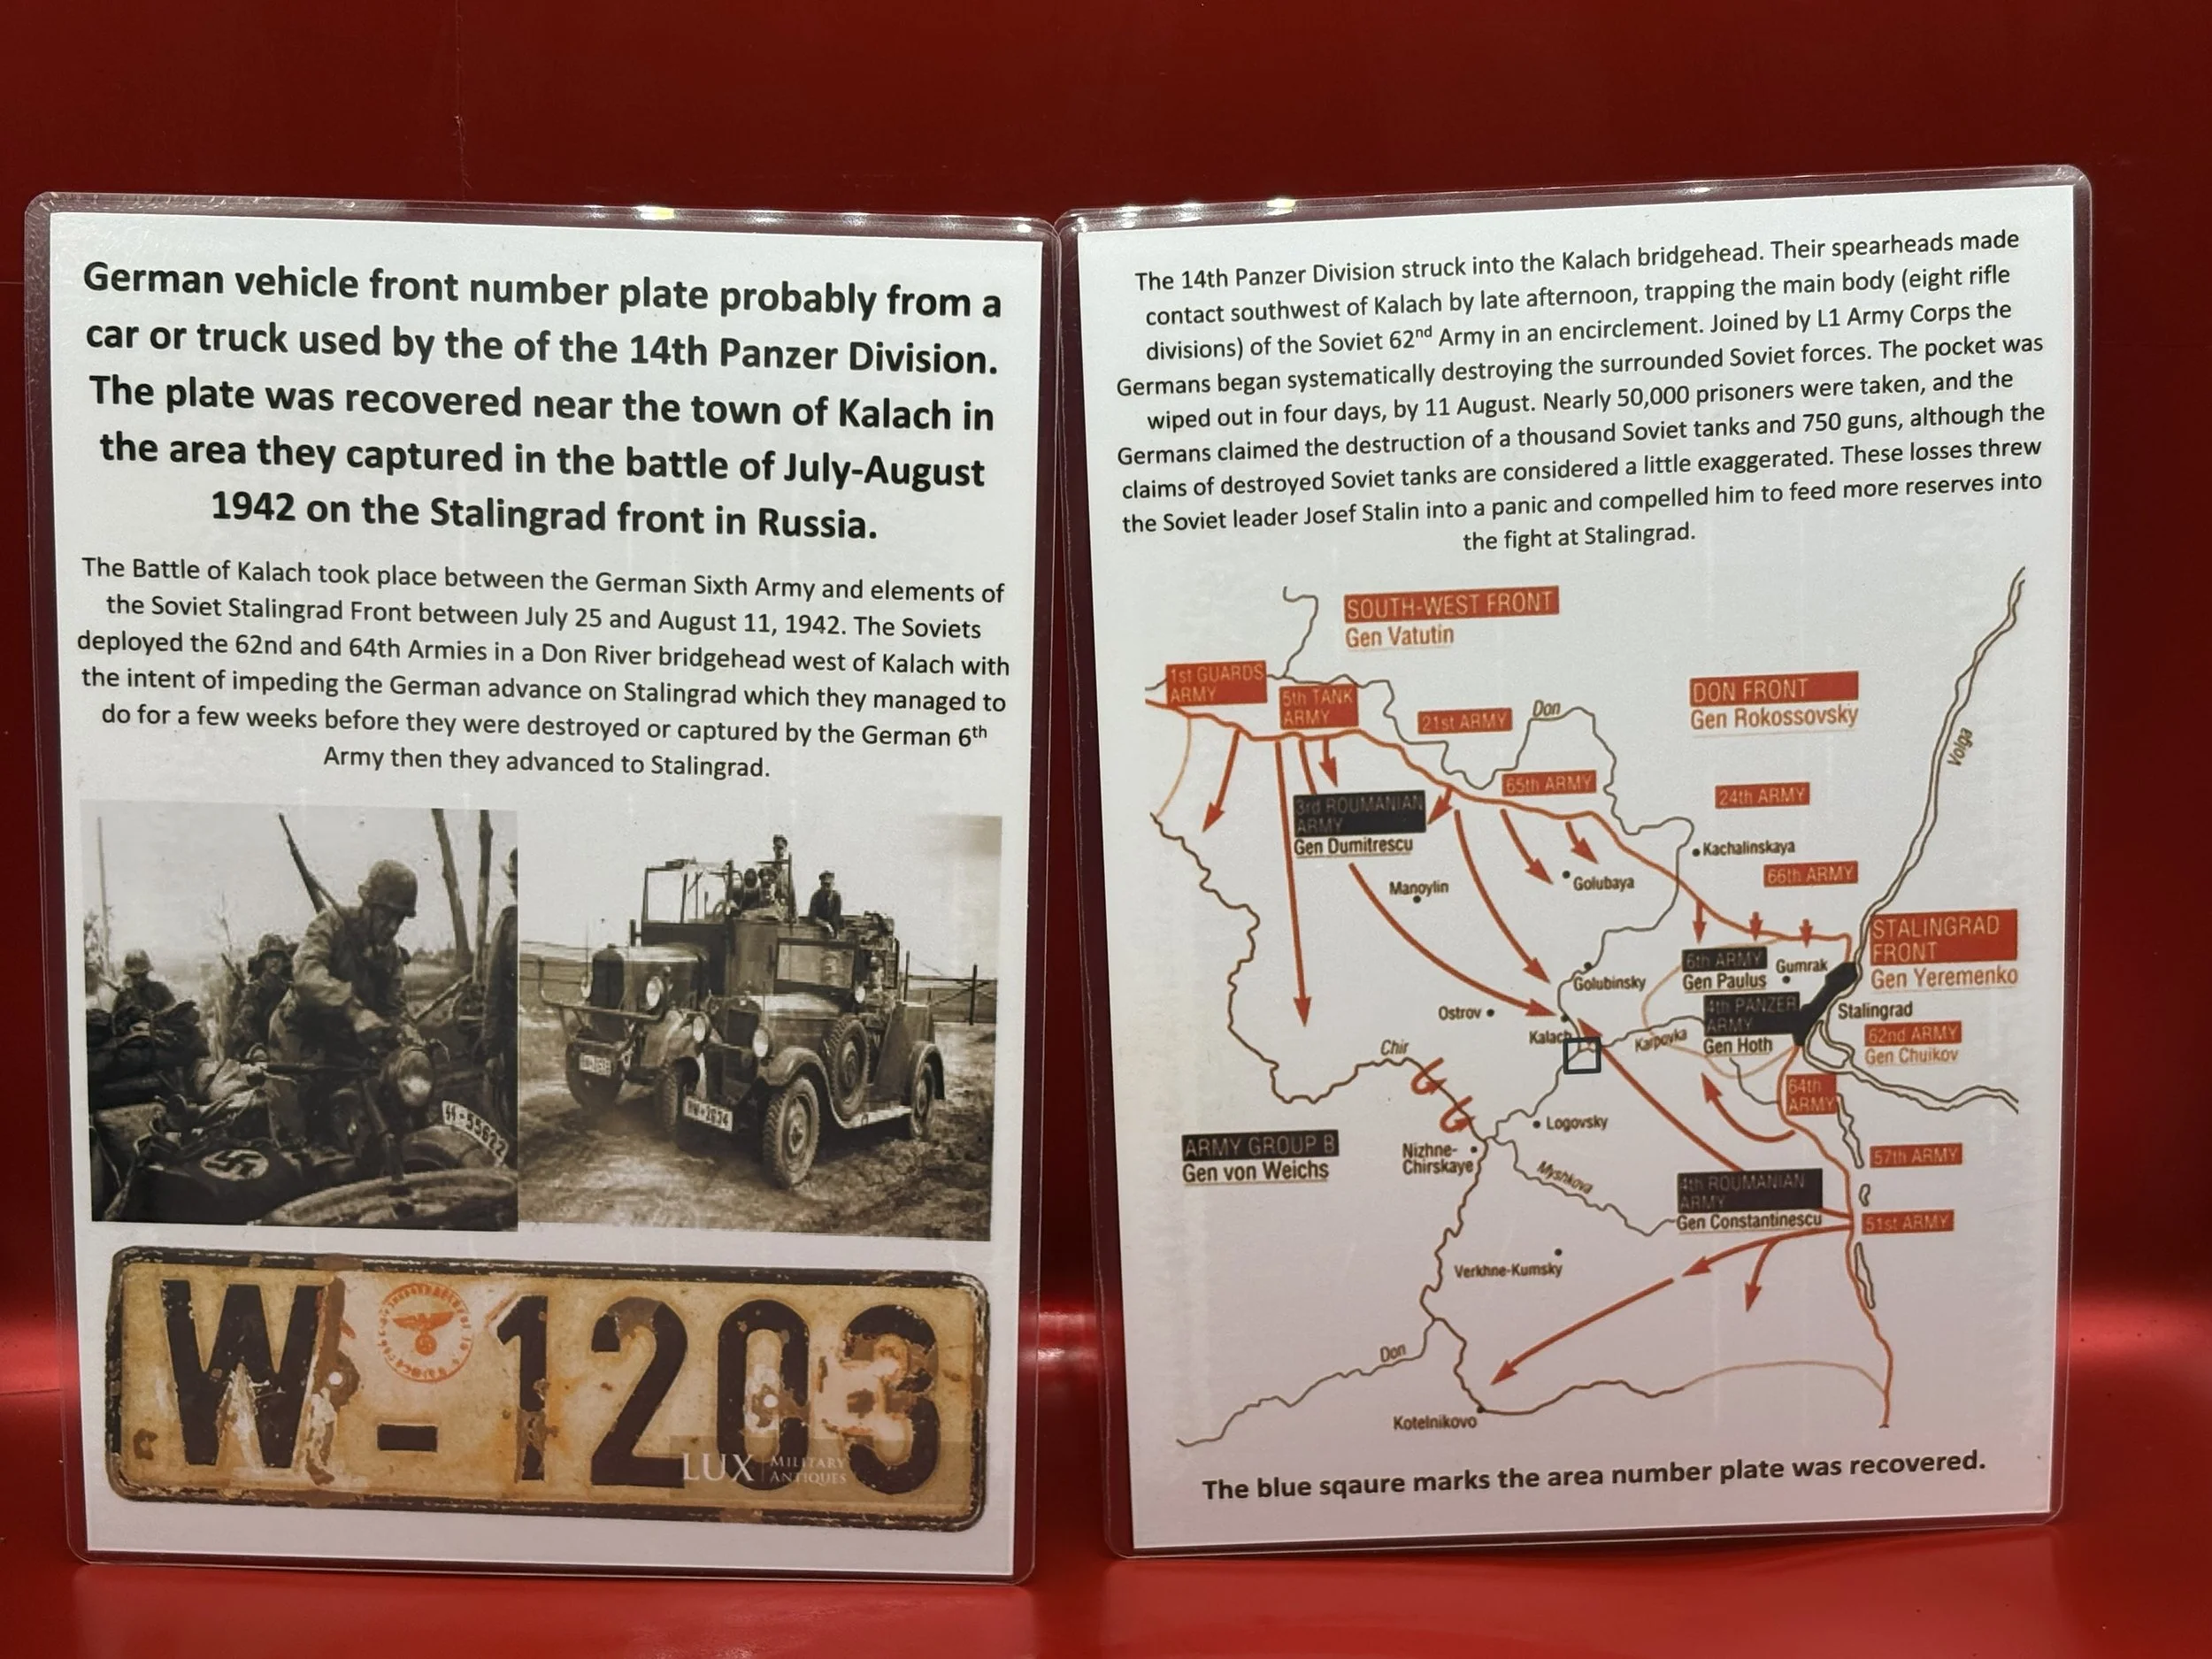 German vehicle front number plate probably from a
car or truck used by the of the 14th Panzer Division.
The plate was recovered near the town of Kalach in
the area they captured in the battle of July-August
1942 on the Stalingrad front in Russia.
The Battle of Kalach took place between the German Sixth Army and elements of
the Soviet Stalingrad Front between July 25 and August 11, 1942. The Soviets
deployed the 62nd and 64th Armies in a Don River bridgehead west of Kalach with
the intent of impeding the German advance on Stalingrad which they managed to
do for a few weeks before they were destroyed or captured by the German 6th
Army then they advanced to Stalingrad.
SS-55622
W-1203
LUX MILITARY
ANTIQUES
The 14th Panzer Division struck into the Kalach bridgehead. Their spearheads made
contact southwest of Kalach by late afternoon, trapping the main body (eight rifle
divisions) of the Soviet 62nd Army in an encirclement. Joined by L1 Army Corps the
Germans began systematically destroying the surrounded Soviet forces. The pocket was
wiped out in four days, by 11 August. Nearly 50,000 prisoners were taken, and the
Germans claimed the destruction of a thousand Soviet tanks and 750 guns, although the
claims of destroyed Soviet tanks are considered a little exaggerated. These losses threw
the Soviet leader Josef Stalin into a panic and compelled him to feed more reserves into
the fight at Stalingrad.
SOUTH-WEST FRONT
Gen Vatutin
1st GUARDS
ARMY
5th TANK
ARMY
21st ARMY
Don
DON FRONT
Gen Rokossovsky
Volga
65th ARMY
24th ARMY
3rd ROUMANIAN
ARMY
Gen Dumitrescu
Kachalinskaya
66th ARMY
Manoylin
Golubaya
STALINGRAD
FRONT
Gen Yeremenko
6th ARMY
Gen Paulus
Gumrak
Golubinsky
4th PANZER
ARMY
Gen Hoth
Stalingrad
Ostrov
Kalach
Karpovka
62nd ARMY
Gen Chuikov
Chir
64th
ARMY
Logovsky
ARMY GROUP B
Gen von Weichs
Nizhne-
Chirskaye
Myshkova
57th ARMY
4th ROUMANIAN
ARMY
Gen Constantinescu
51st ARMY
Verkhne-Kumsky
Don
Kotelnikovo
The blue sqaure marks the area number plate was recovered.